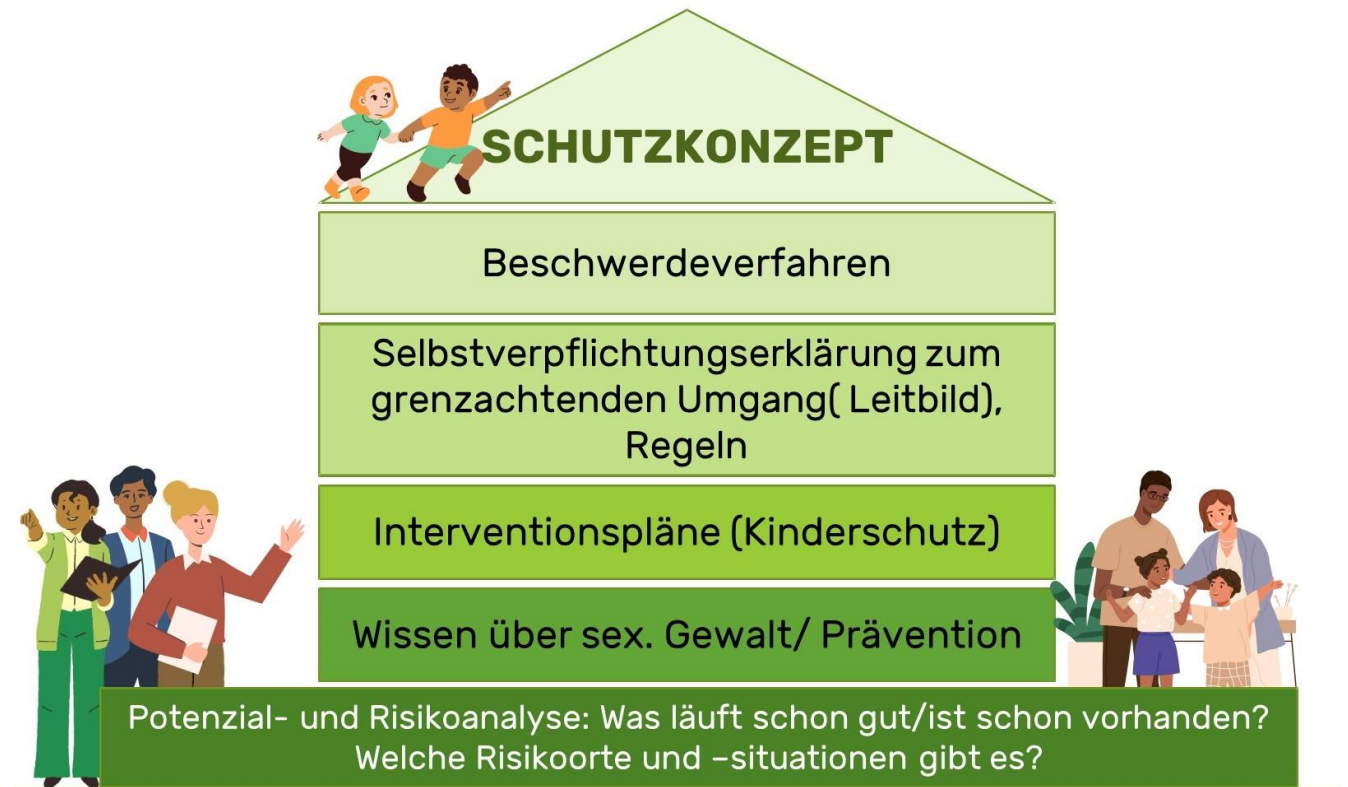 SCHUTZKONZEPT
Beschwerdeverfahren
Selbstverpflichtungserklärung zum
grenzachtenden Umgang( Leitbild),
Regeln
Interventionspläne (Kinderschutz)
Wissen über sex. Gewalt/ Prävention
Potenzial- und Risikoanalyse: Was läuft schon gut/ist schon vorhanden?
Welche Risikoorte und –situationen gibt es?